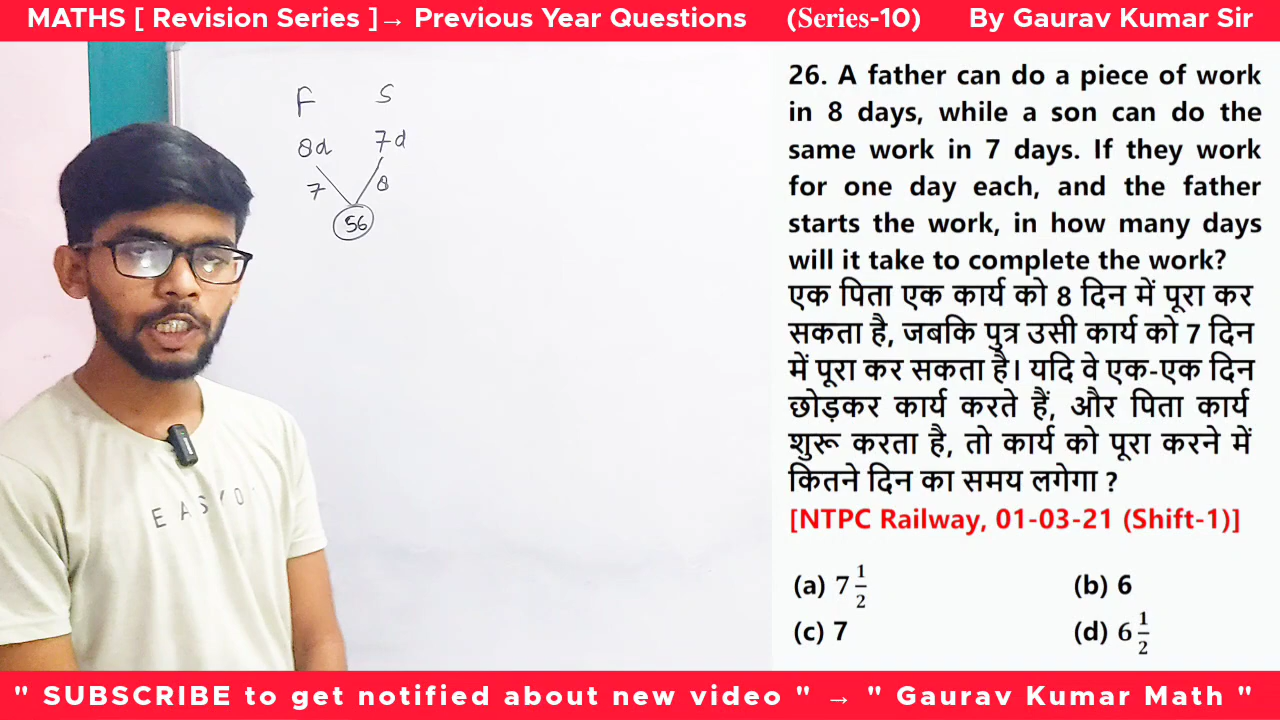 MATHS [ Revision Series ]→ Previous Year Questions (Series-10) By Gaurav Kumar Sir
F S
8d 7d
7 8
56
EASY
26. A father can do a piece of work
in 8 days, while a son can do the
same work in 7 days. If they work
for one day each, and the father
starts the work, in how many days
will it take to complete the work?
एक पिता एक कार्य को 8 दिन में पूरा कर
सकता है, जबकि पुत्र उसी कार्य को 7 दिन
में पूरा कर सकता है। यदि वे एक-एक दिन
छोड़कर कार्य करते हैं, और पिता कार्य
शुरू करता है, तो कार्य को पूरा करने में
कितने दिन का समय लगेगा ?
[NTPC Railway, 01-03-21 (Shift-1)]
(a) 7 1/2 (b) 6
(c) 7 (d) 6 1/2
" SUBSCRIBE to get notified about new video " → " Gaurav Kumar Math "